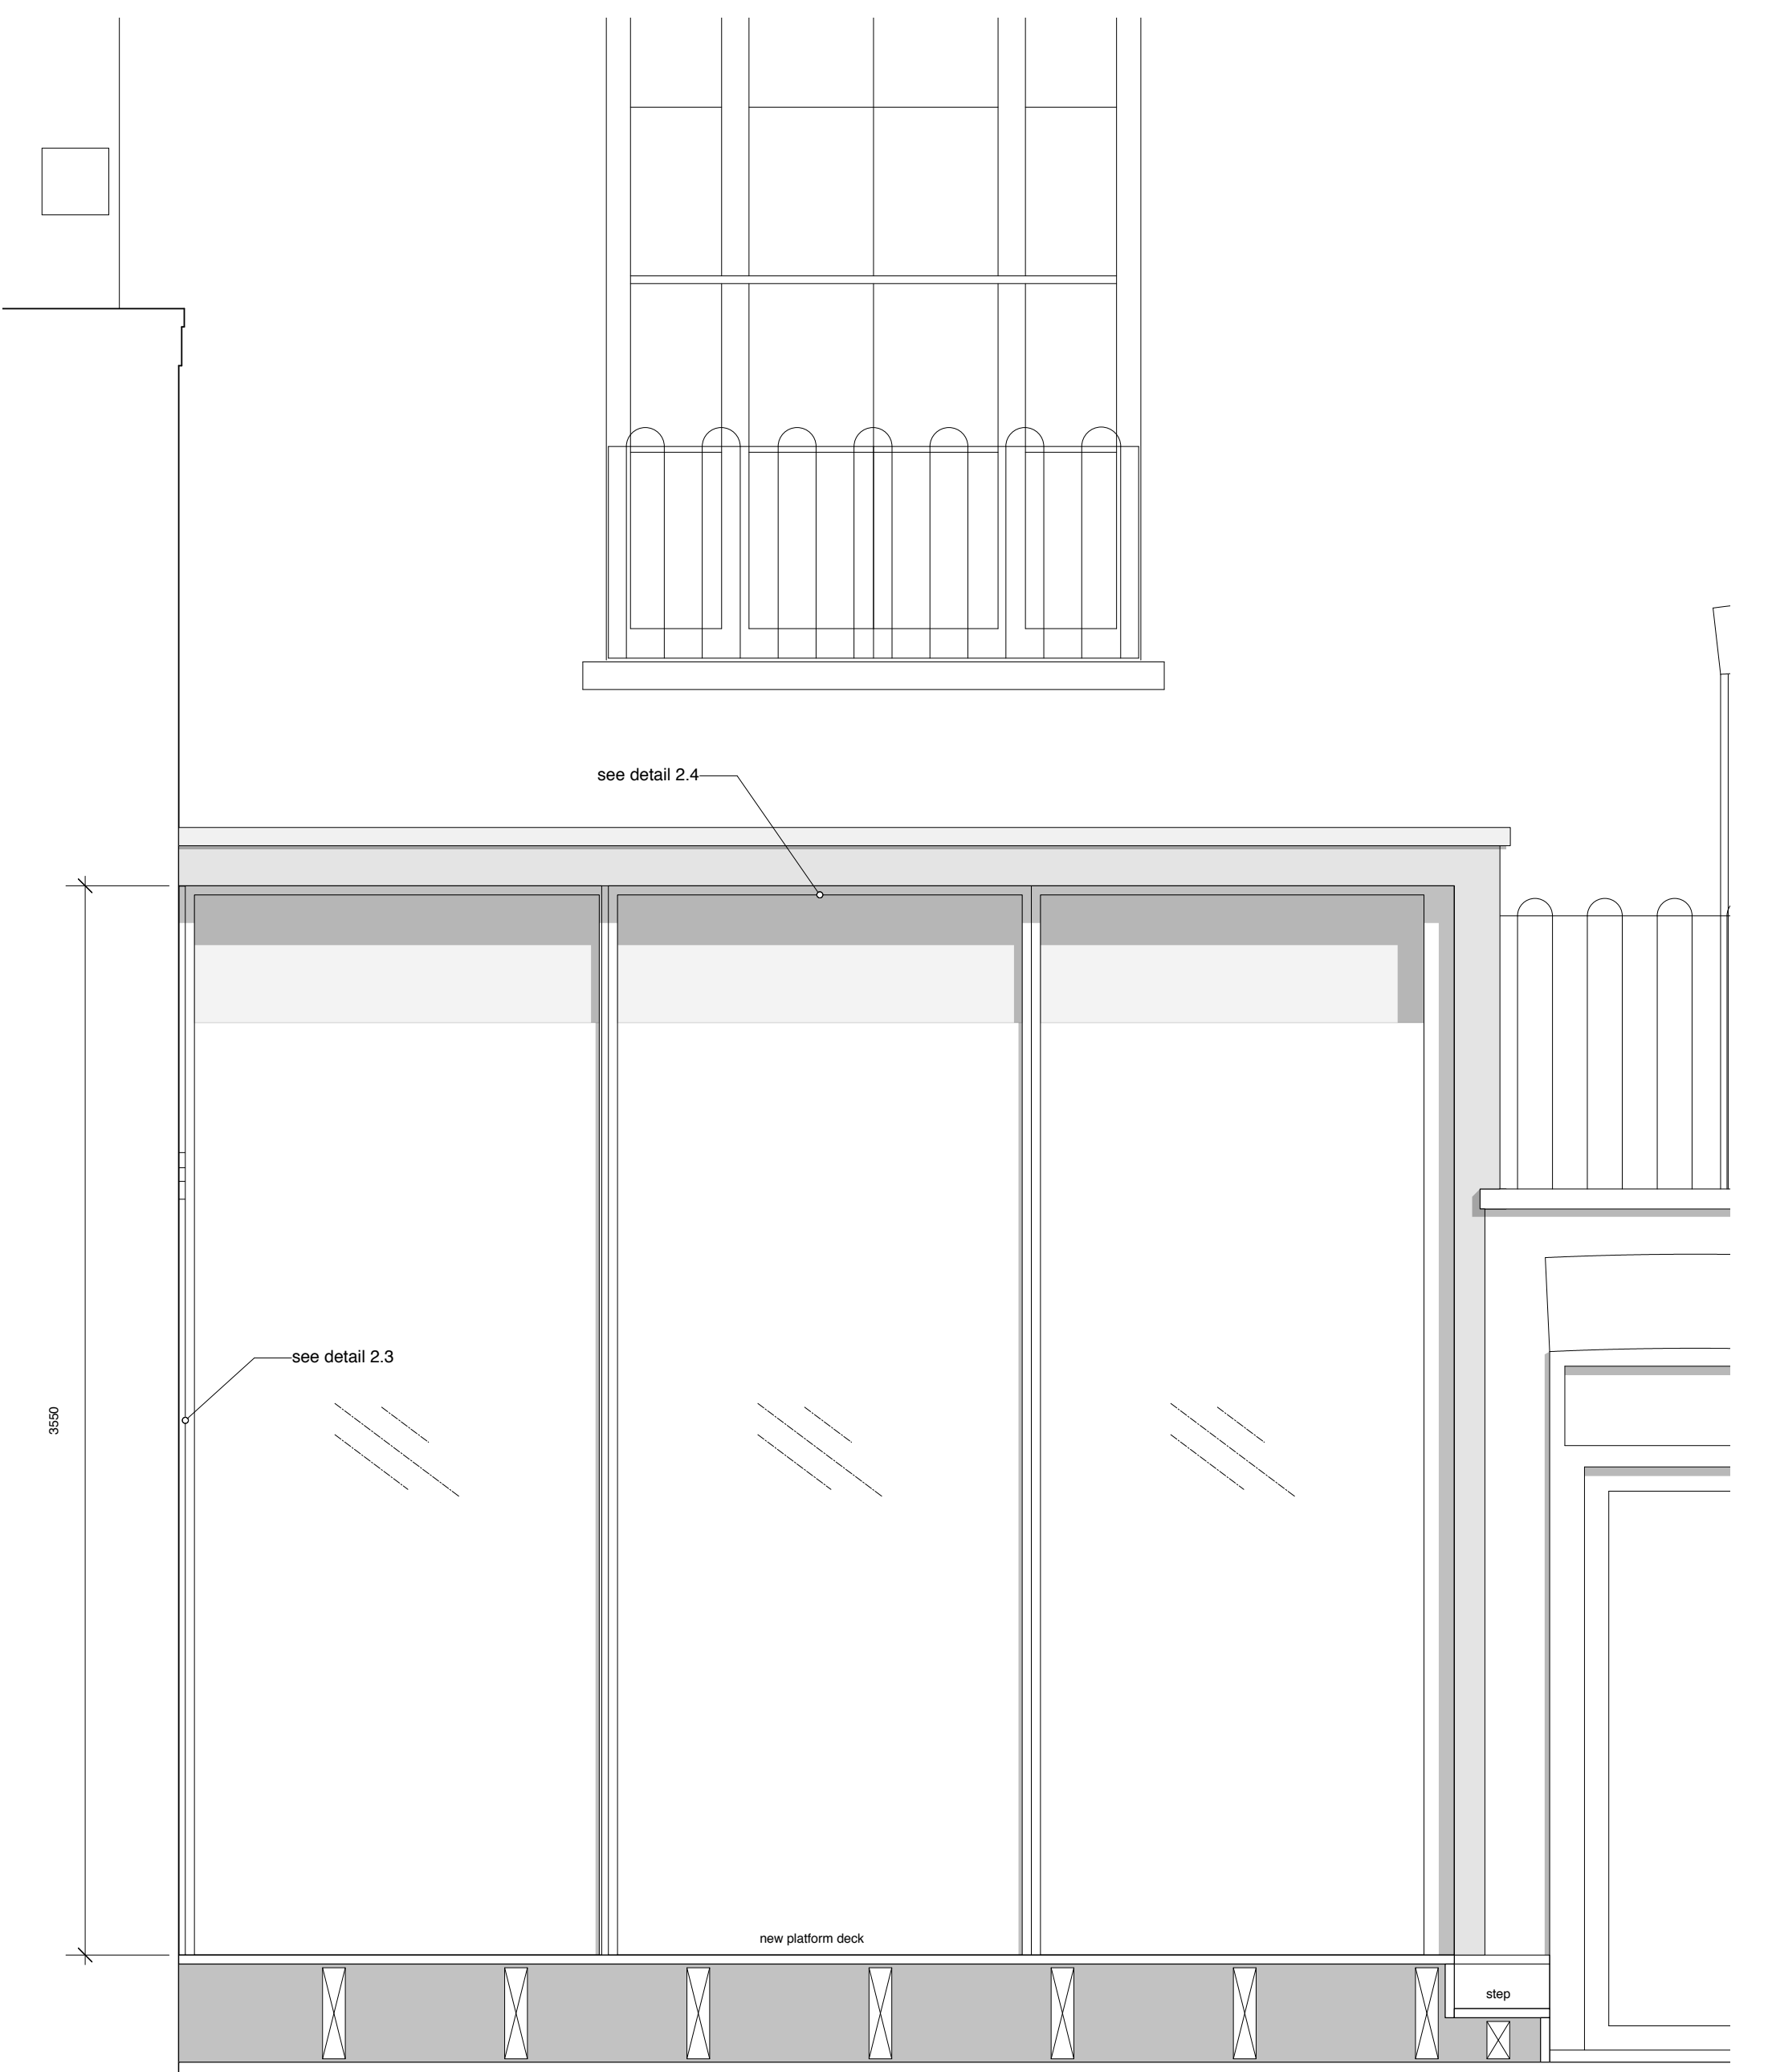 see detail 2.4
see detail 2.3
3550
new platform deck
step